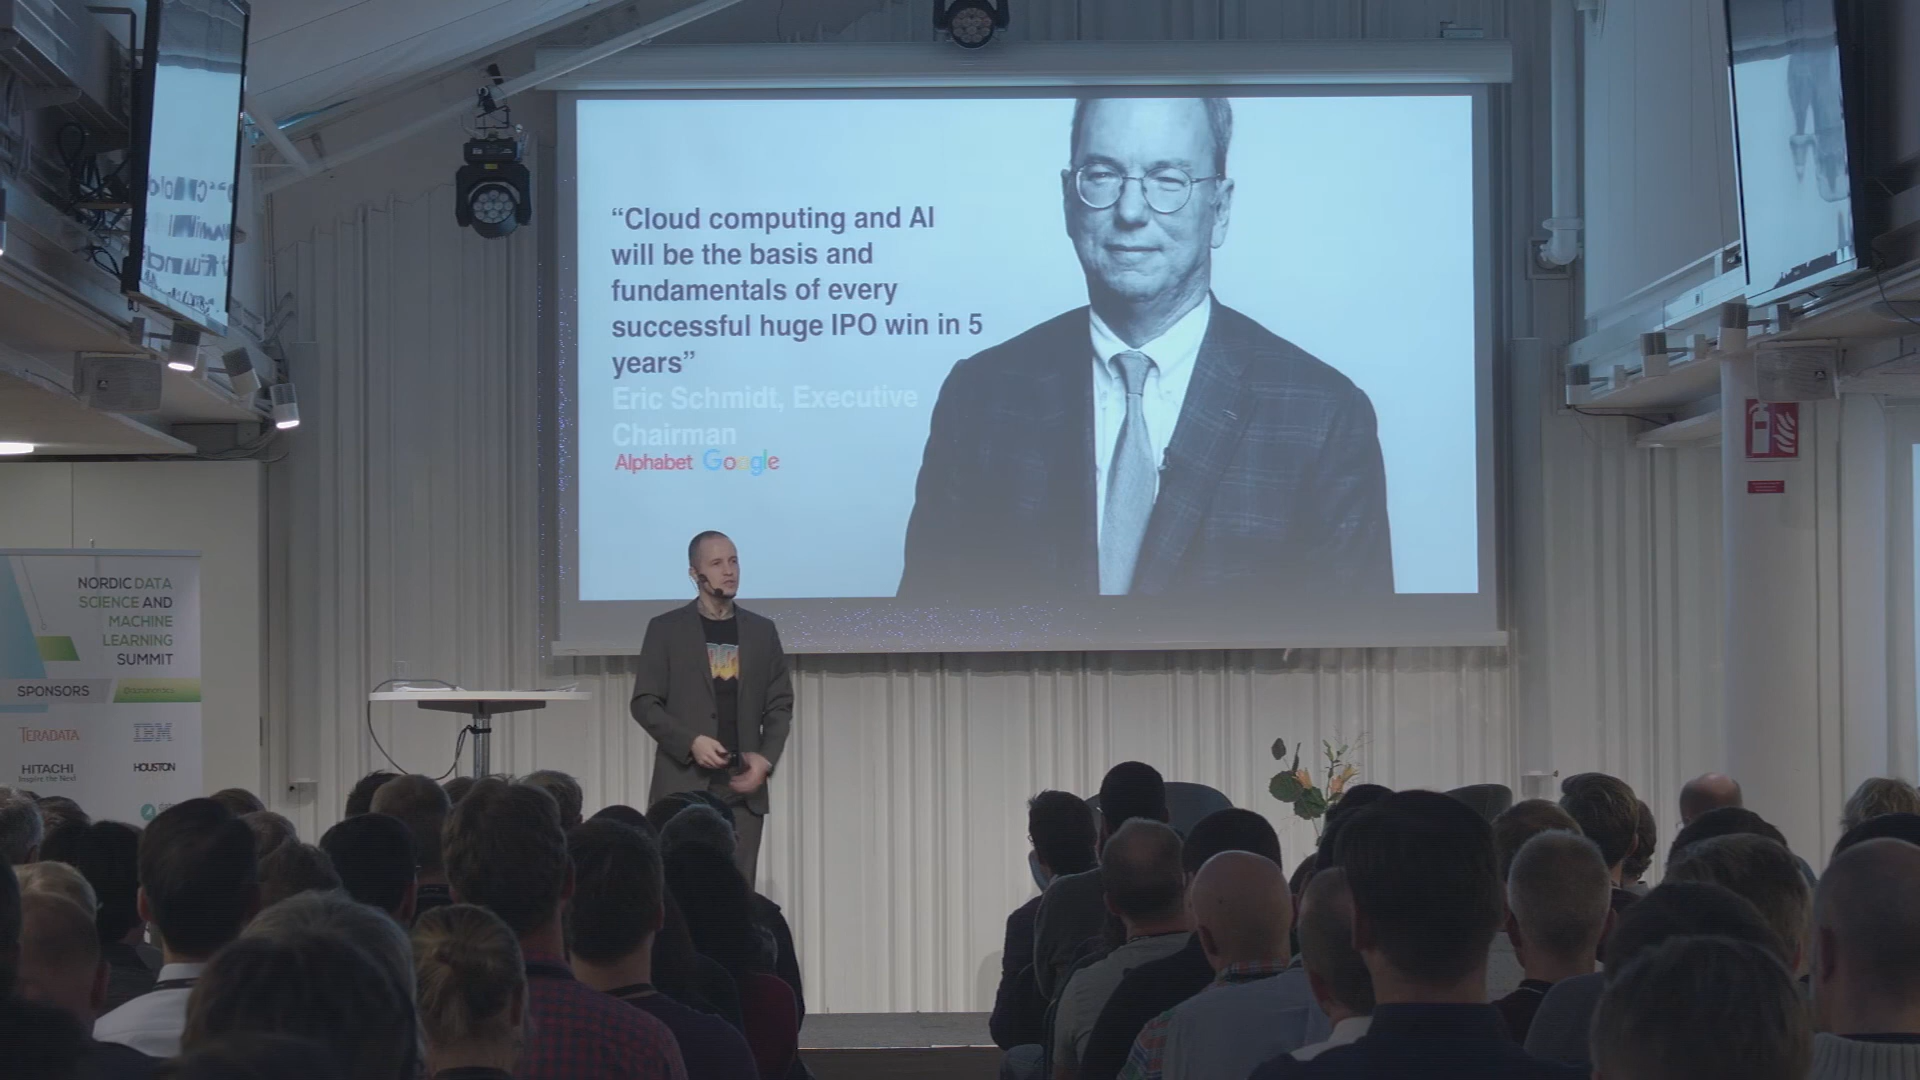 “Cloud computing and AI
will be the basis and
fundamentals of every
successful huge IPO win in 5
years”
Eric Schmidt, Executive
Chairman
Alphabet Google
NORDIC DATA
SCIENCE AND
MACHINE
LEARNING
SUMMIT
SPONSORS
TERADATA
IBM
HITACHI
Inspire the Next
HOUSTON